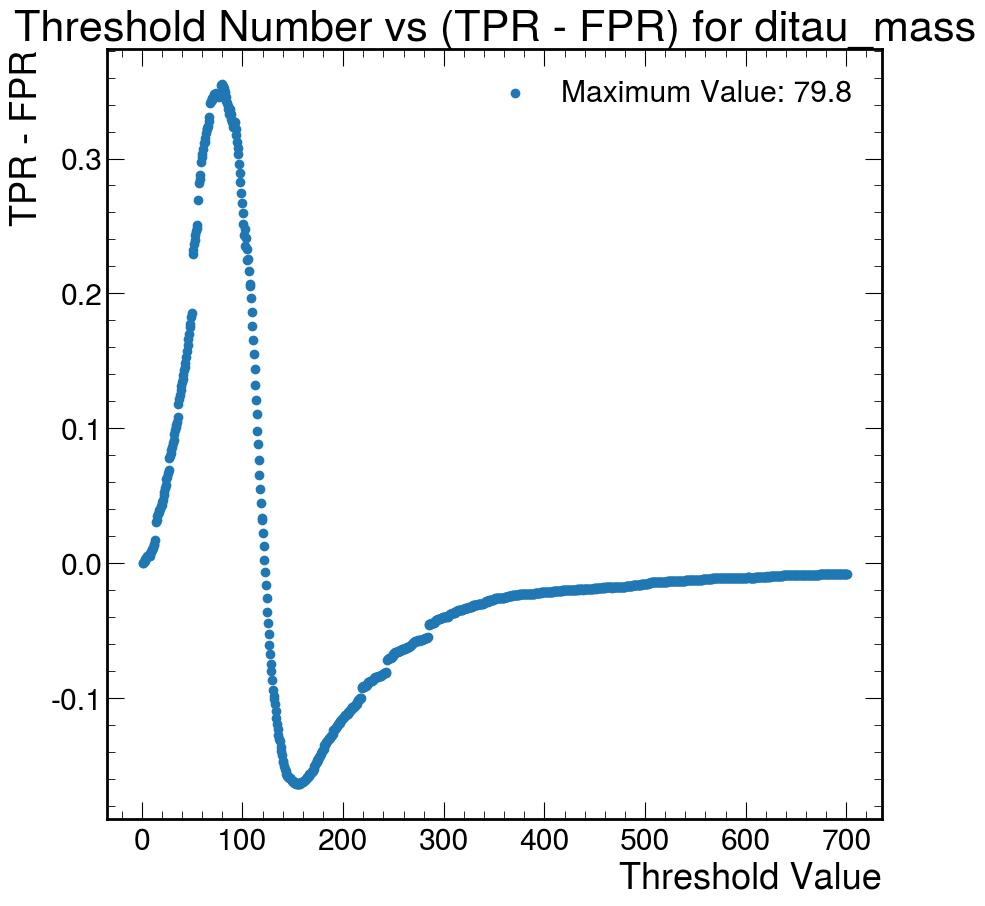 Threshold Number vs (TPR - FPR) for ditau_mass
TPR - FPR
Maximum Value: 79.8
0.3
0.2
0.1
0.0
-0.1
0 100 200 300 400 500 600 700
Threshold Value